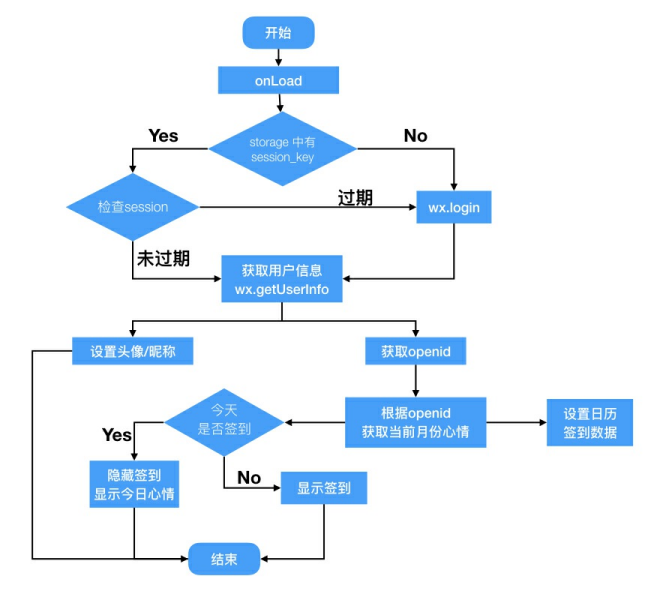 开始
onLoad
Yes
storage 中有
session_key
No
检查session
过期
wx.login
未过期
获取用户信息
wx.getUserInfo
设置头像/昵称
获取openid
今天
是否签到
根据openid
获取当前月份心情
设置日历
签到数据
Yes
隐藏签到
显示今日心情
No
显示签到
结束